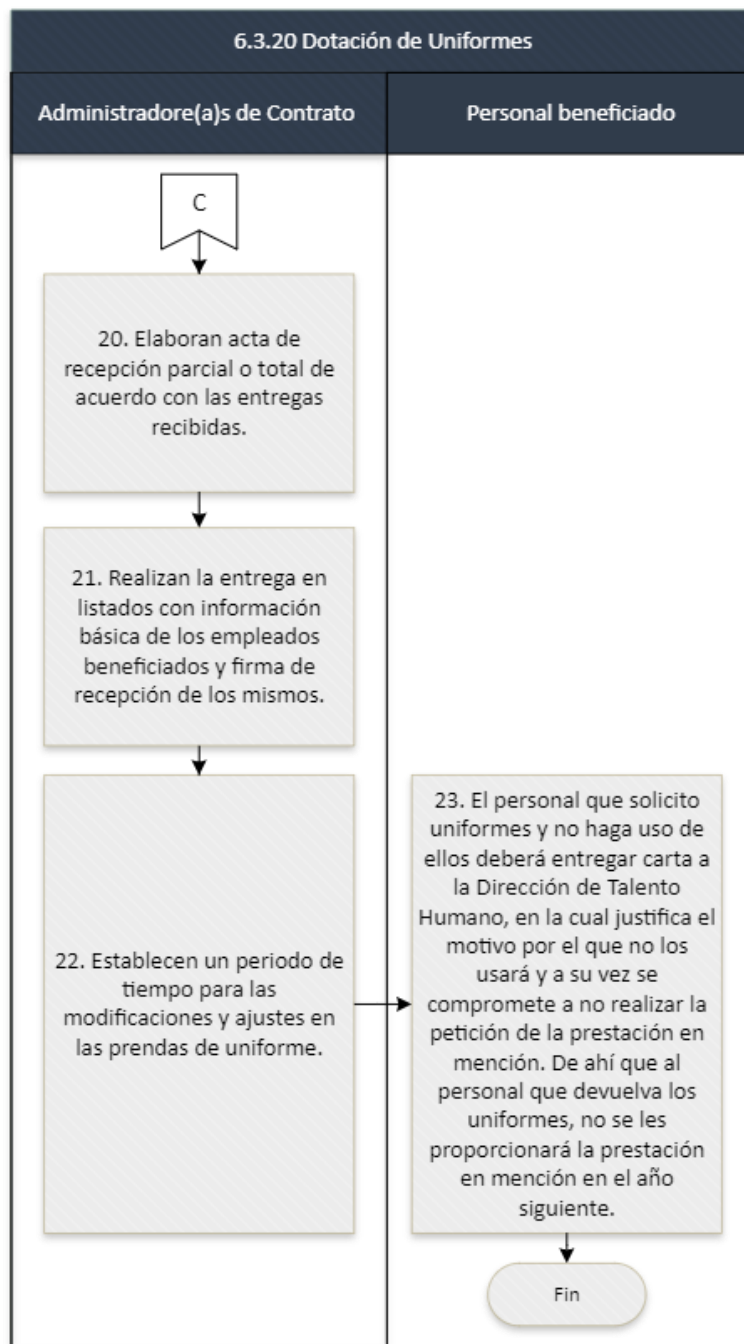 6.3.20 Dotación de Uniformes
Administradore(a)s de Contrato
Personal beneficiado
C
20. Elaboran acta de
recepción parcial o total de
acuerdo con las entregas
recibidas.
21. Realizan la entrega en
listados con información
básica de los empleados
beneficiados y firma de
recepción de los mismos.
22. Establecen un periodo de
tiempo para las
modificaciones y ajustes en
las prendas de uniforme.
23. El personal que solicito
uniformes y no haga uso de
ellos deberá entregar carta a
la Dirección de Talento
Humano, en la cual justifica el
motivo por el que no los
usará y a su vez se
compromete a no realizar la
petición de la prestación en
mención. De ahí que al
personal que devuelva los
uniformes, no se les
proporcionará la prestación
en mención en el año
siguiente.
Fin